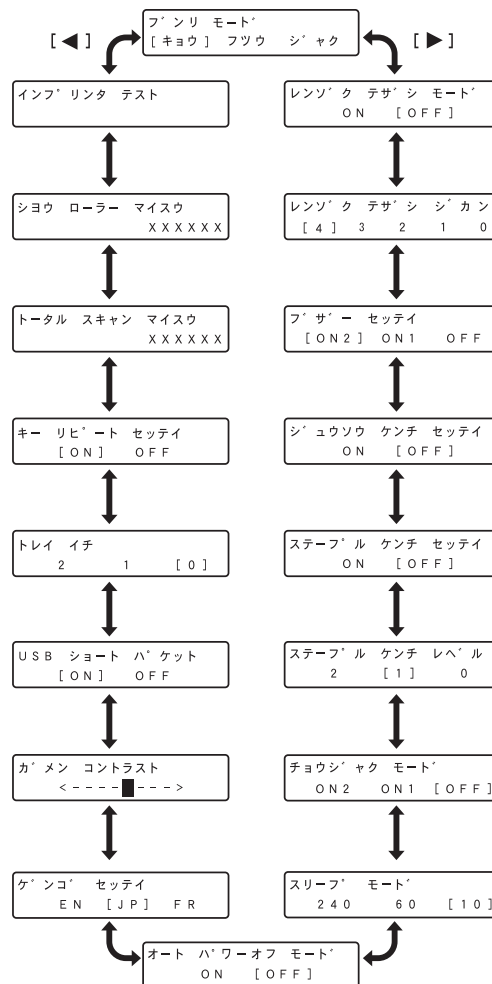 ブンリ モード
[キョウ] フツウ ジャク
[◀]
[▶]
インプリンタ テスト
シヨウ ローラー マイスウ
XXXXXX
トータル スキャン マイスウ
XXXXXX
キー リピート セッテイ
[ON] OFF
トレイ イチ
2 1 [0]
USB ショート パケット
[ON] OFF
ガメン コントラスト
<----■--->
ゲンゴ セッテイ
EN [JP] FR
レンゾク テザシ モード
ON [OFF]
レンゾク テザシ ジカン
[4] 3 2 1 0
ブザー セッテイ
[ON2] ON1 OFF
ジュウソウ ケンチ セッテイ
ON [OFF]
ステープル ケンチ セッテイ
ON [OFF]
ステープル ケンチ レベル
2 [1] 0
チョウジャク モード
ON2 ON1 [OFF]
スリープ モード
240 60 [10]
オート パワーオフ モード
ON [OFF]